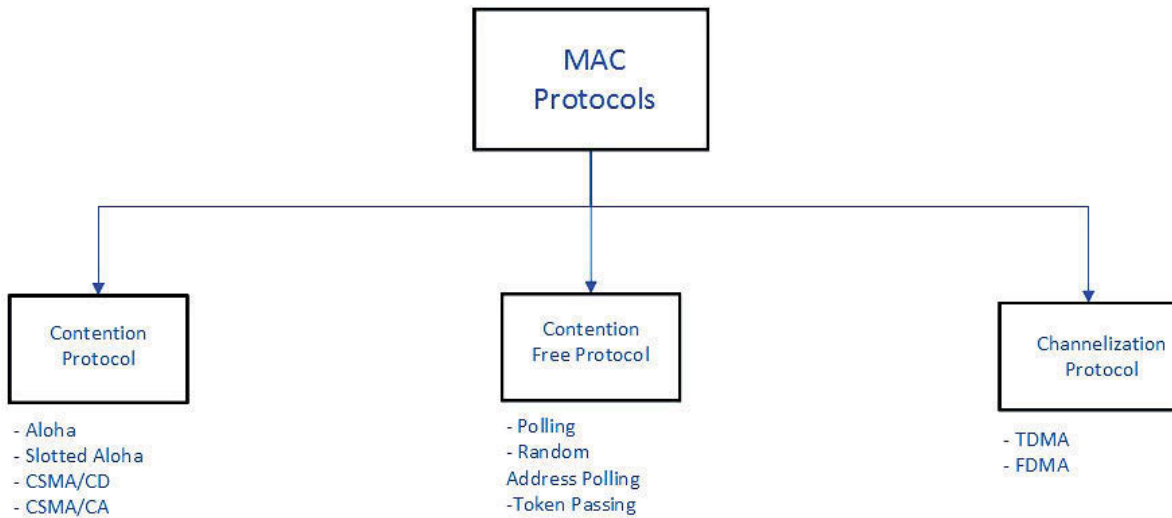 MAC
Protocols
Contention
Protocol
- Aloha
- Slotted Aloha
- CSMA/CD
- CSMA/CA
Contention
Free Protocol
- Polling
- Random
Address Polling
-Token Passing
Channelization
Protocol
- TDMA
- FDMA